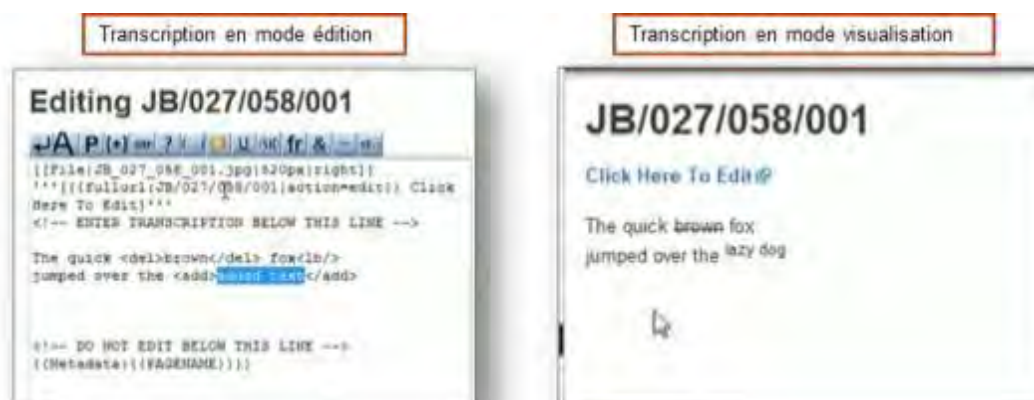 Transcription en mode édition
Editing JB/027/058/001
[[File:JB_027_058_001.jpg|620px|right]]
'''[{{fullurl:JB/027/058/001|action=edit}} Click
Here To Edit]'''
<!-- ENTER TRANSCRIPTION BELOW THIS LINE -->
The quick <del>brown</del> fox<lb/>
jumped over the <add></add>
<!-- DO NOT EDIT BELOW THIS LINE -->
{{Metadata:{{PAGENAME}}}}
Transcription en mode visualisation
JB/027/058/001
Click Here To Edit
The quick brown fox
jumped over the lazy dog